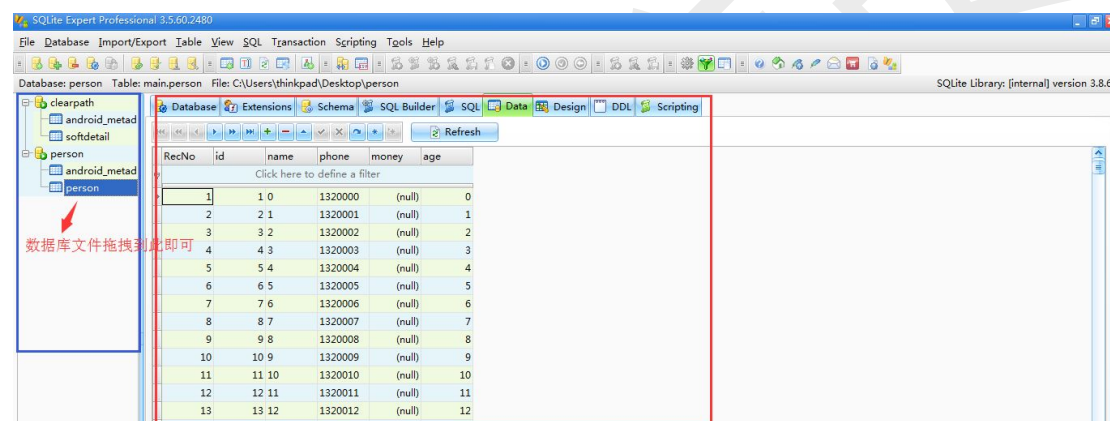 SQLite Expert Professional 3.5.60.2480
File Database Import/Export Table View SQL Transaction Scripting Tools Help
Database: person Table: main.person File: C:\Users\thinkpad\Desktop\person SQLite Library: [internal] version 3.8.6
clearpath
android_metad
softdetail
person
android_metad
person
数据库文件拖拽到此即可
Database Extensions Schema SQL Builder SQL Data Design DDL Scripting
Refresh
RecNo id name phone money age
Click here to define a filter
1 1 0 1320000 (null) 0
2 2 1 1320001 (null) 1
3 3 2 1320002 (null) 2
4 4 3 1320003 (null) 3
5 5 4 1320004 (null) 4
6 6 5 1320005 (null) 5
7 7 6 1320006 (null) 6
8 8 7 1320007 (null) 7
9 9 8 1320008 (null) 8
10 10 9 1320009 (null) 9
11 11 10 1320010 (null) 10
12 12 11 1320011 (null) 11
13 13 12 1320012 (null) 12